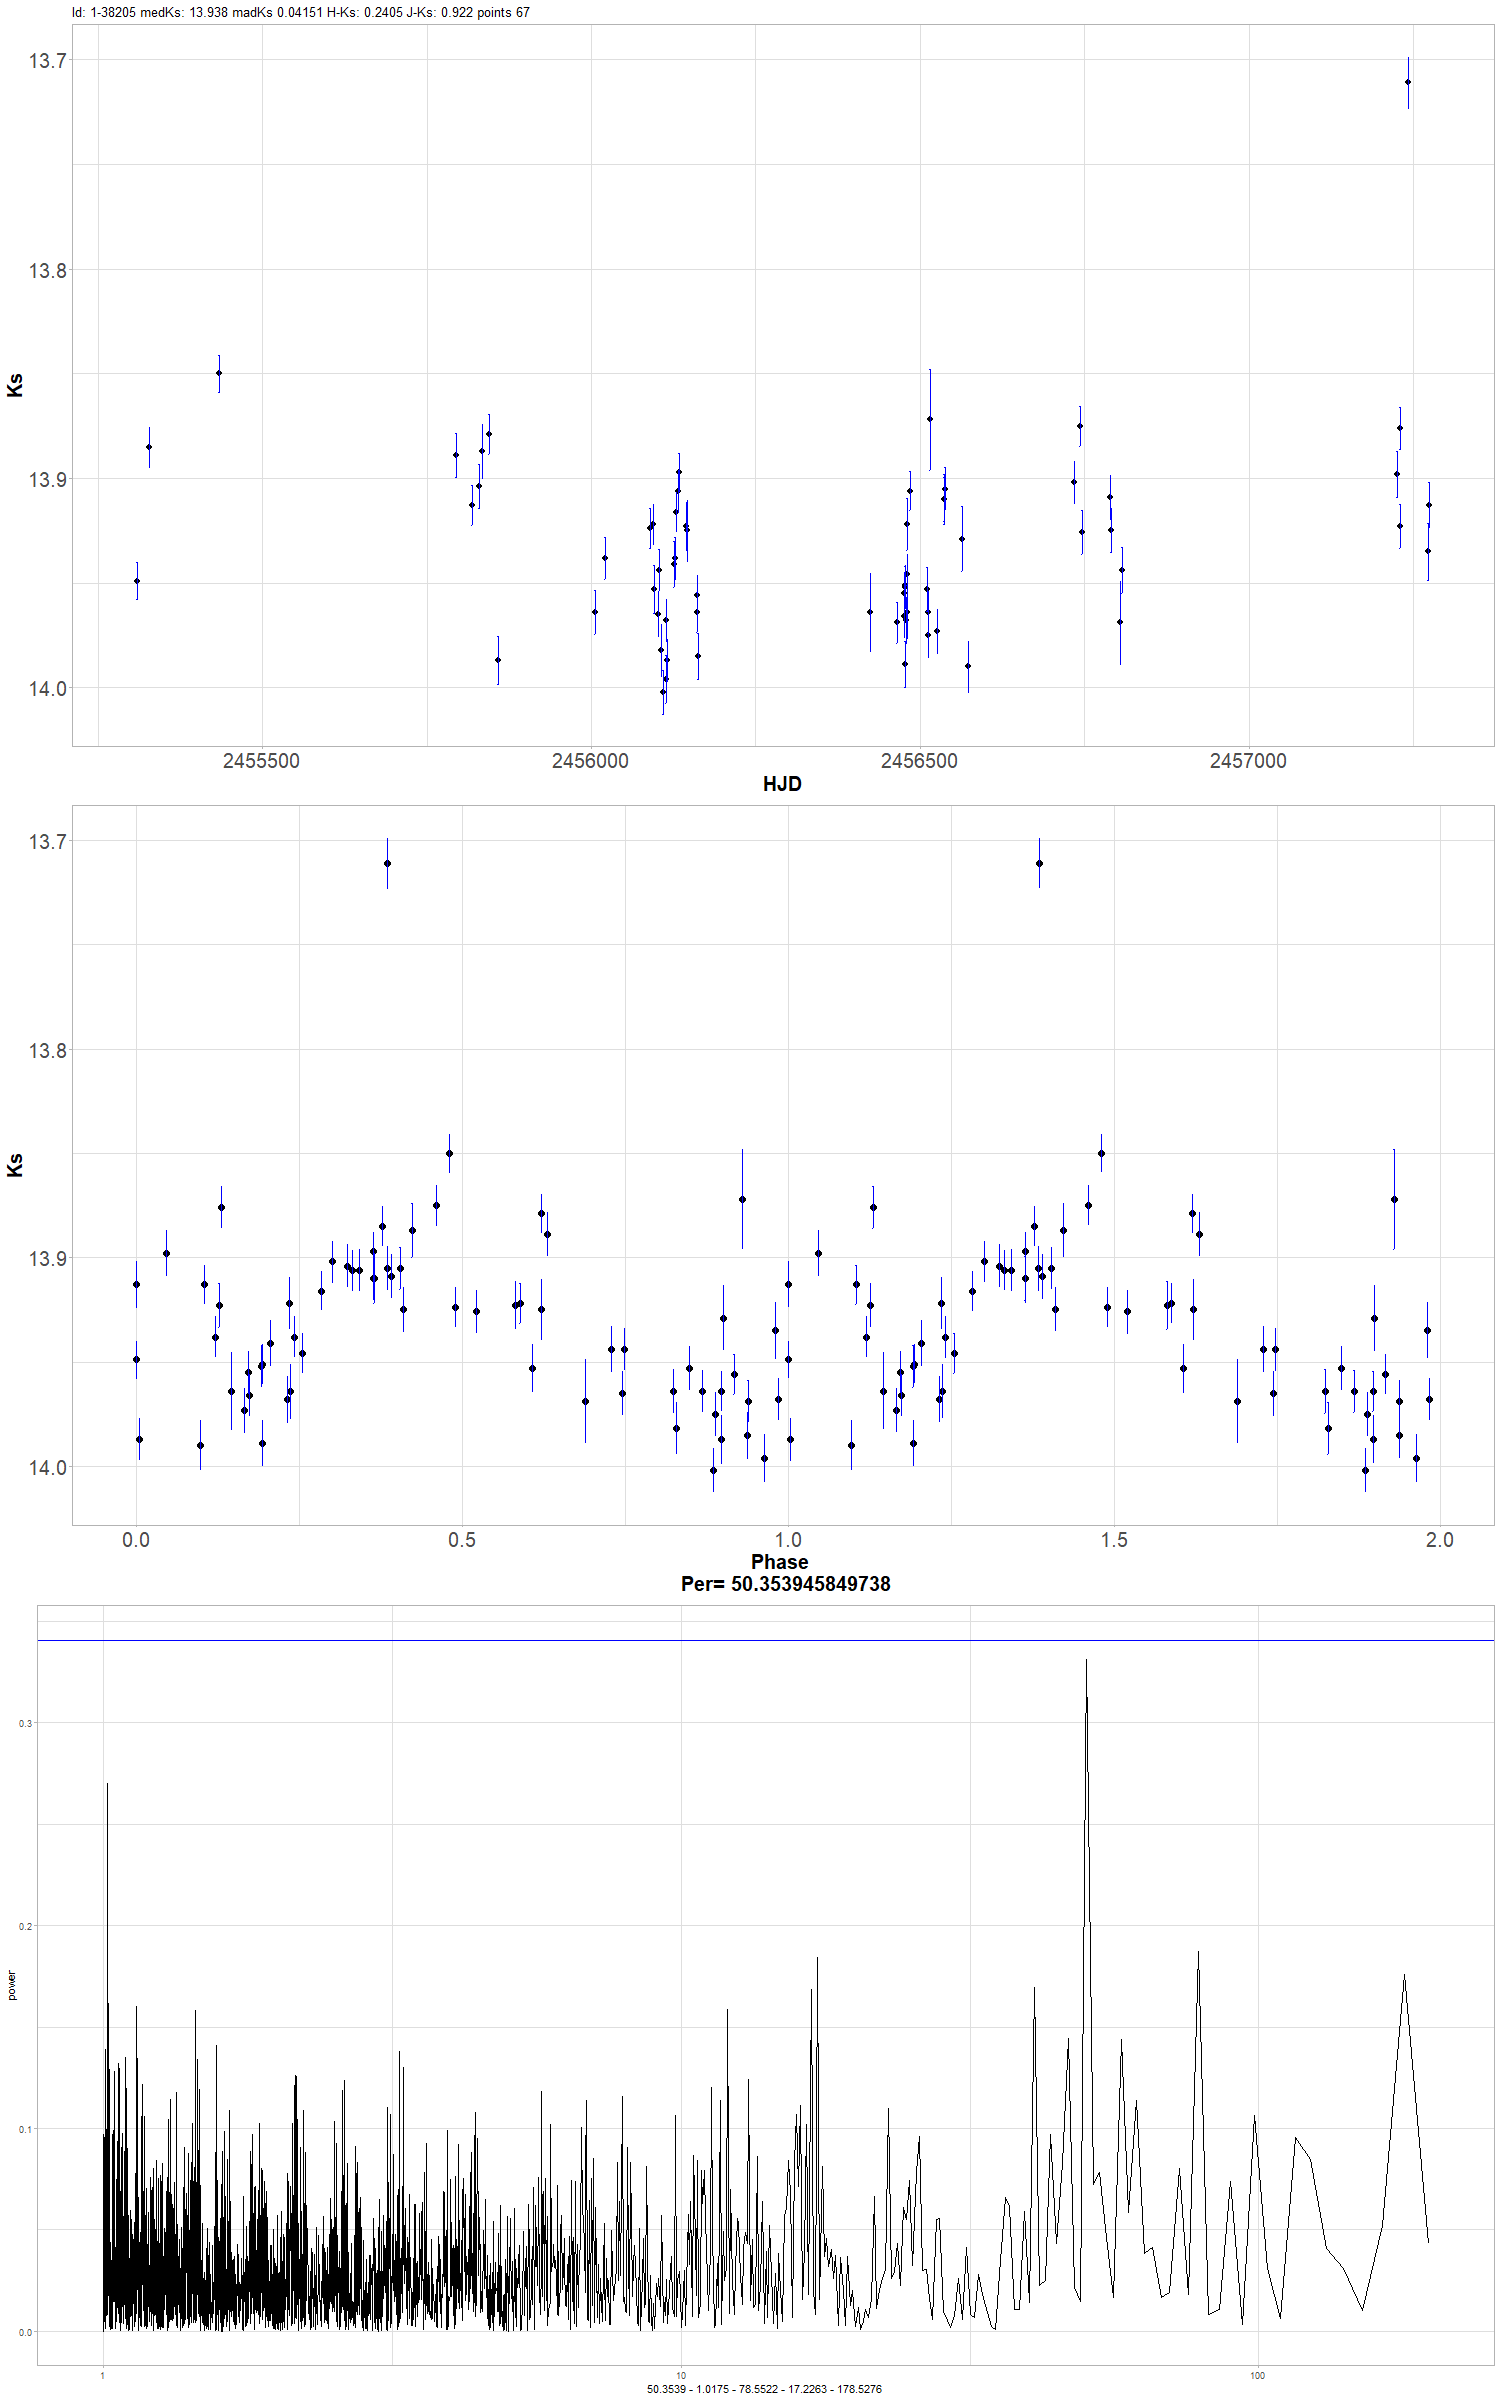 Id: 1-38205 medKs: 13.938 madKs 0.04151 H-Ks: 0.2405 J-Ks: 0.922 points 67
13.7
13.8
13.9
14.0
Ks
2455500 2456000 2456500 2457000
HJD
13.7
13.8
13.9
14.0
Ks
0.0 0.5 1.0 1.5 2.0
Phase
Per= 50.353945849738
0.3
0.2
0.1
0.0
power
1 10 100
50.3539 - 1.0175 - 78.5522 - 17.2263 - 178.5276